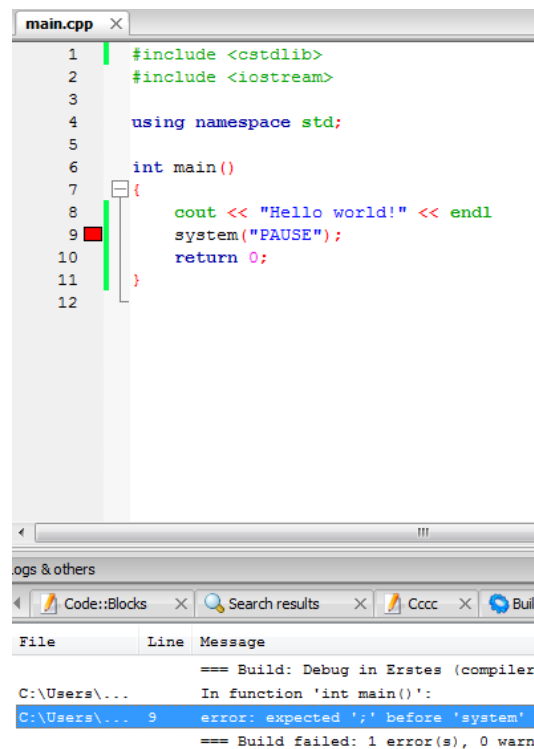 main.cpp
1 #include <cstdlib>
2 #include <iostream>
3
4 using namespace std;
5
6 int main()
7 {
8 cout << "Hello world!" << endl
9 system("PAUSE");
10 return 0;
11 }
12
ogs & others
Code::Blocks Search results Cccc Buil
File Line Message
=== Build: Debug in Erstes (compiler
C:\Users\... In function 'int main()':
C:\Users\... 9 error: expected ';' before 'system'
=== Build failed: 1 error(s), 0 warn